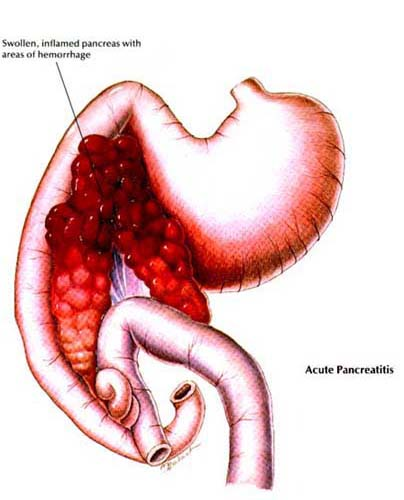 Swollen, inflamed pancreas with
areas of hemorrhage
Acute Pancreatitis